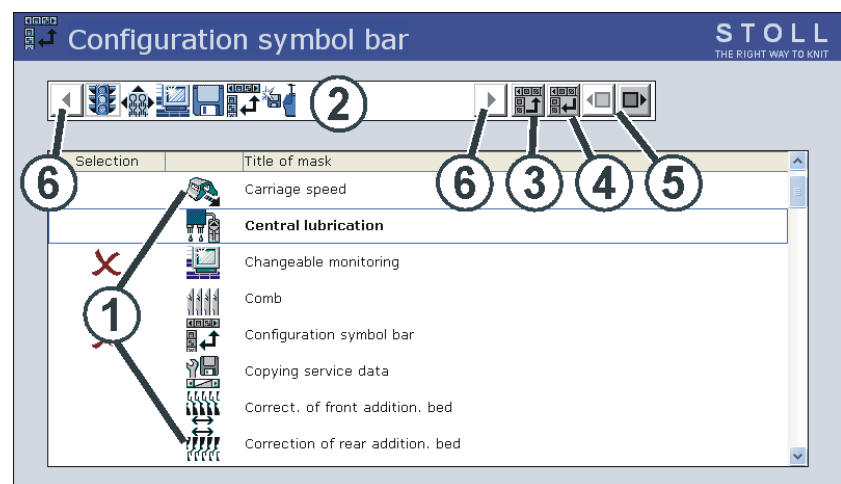 Configuration symbol bar
STOLL
THE RIGHT WAY TO KNIT
2
6
6
3
4
5
Selection
Title of mask
Carriage speed
Central lubrication
Changeable monitoring
Comb
1
Configuration symbol bar
Copying service data
Correct. of front addition. bed
Correction of rear addition. bed